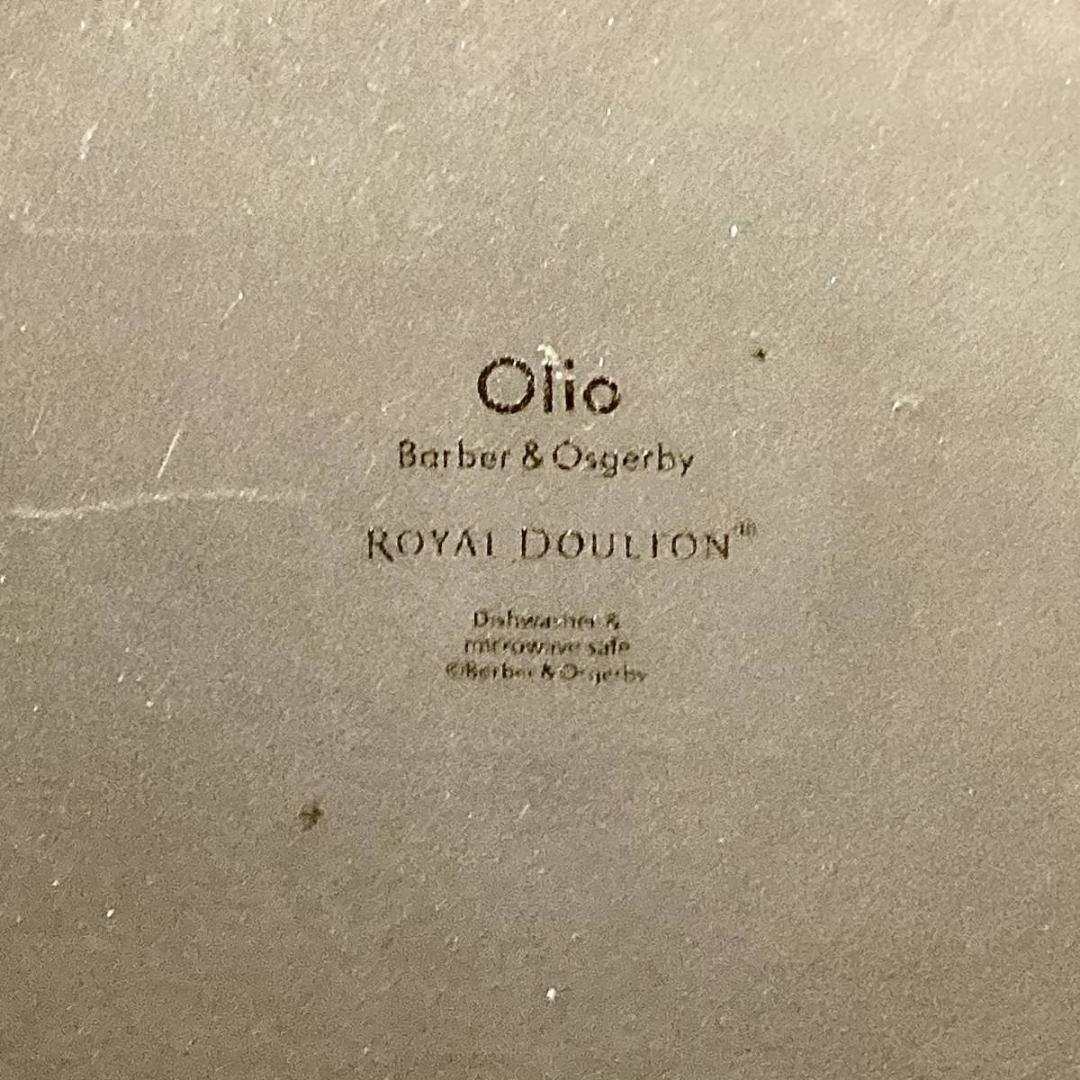 Olio
Barber & Osgerby
ROYAL DOULTON
Dishwasher &
microwave safe
©Barber & Osgerby